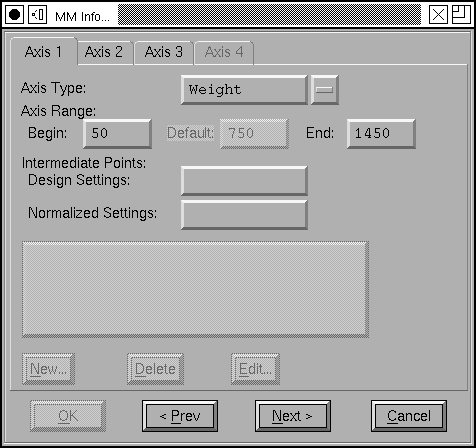 MM Info...
Axis 1 Axis 2 Axis 3 Axis 4
Axis Type: Weight
Axis Range:
Begin: 50 Default: 750 End: 1450
Intermediate Points:
Design Settings:
Normalized Settings:
New... Delete Edit...
OK < Prev Next > Cancel